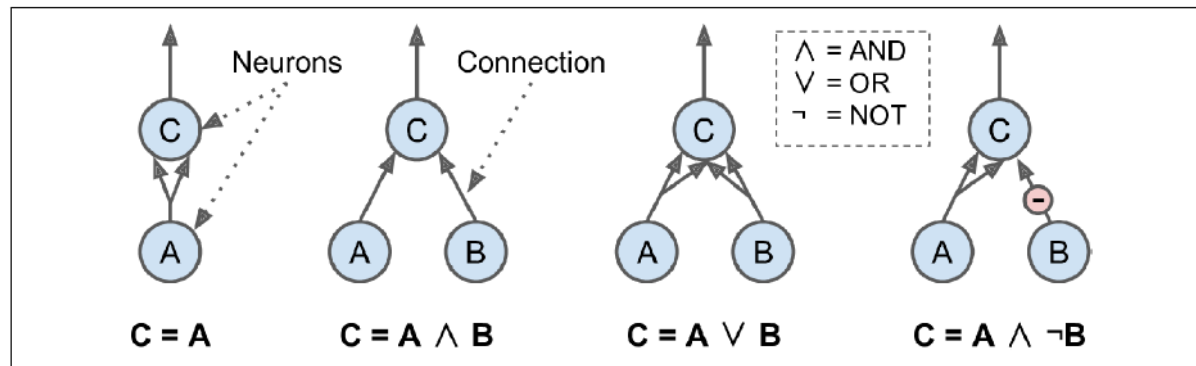 Neurons
Connection
∧ = AND
∨ = OR
¬ = NOT
C
C
C
C
-
A
A
B
A
B
A
B
C = A
C = A ∧ B
C = A ∨ B
C = A ∧ ¬B